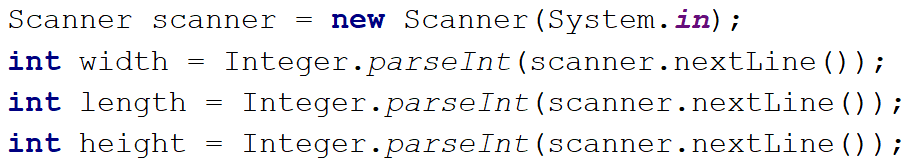 Scanner scanner = new Scanner(System.in);
int width = Integer.parseInt(scanner.nextLine());
int length = Integer.parseInt(scanner.nextLine());
int height = Integer.parseInt(scanner.nextLine());